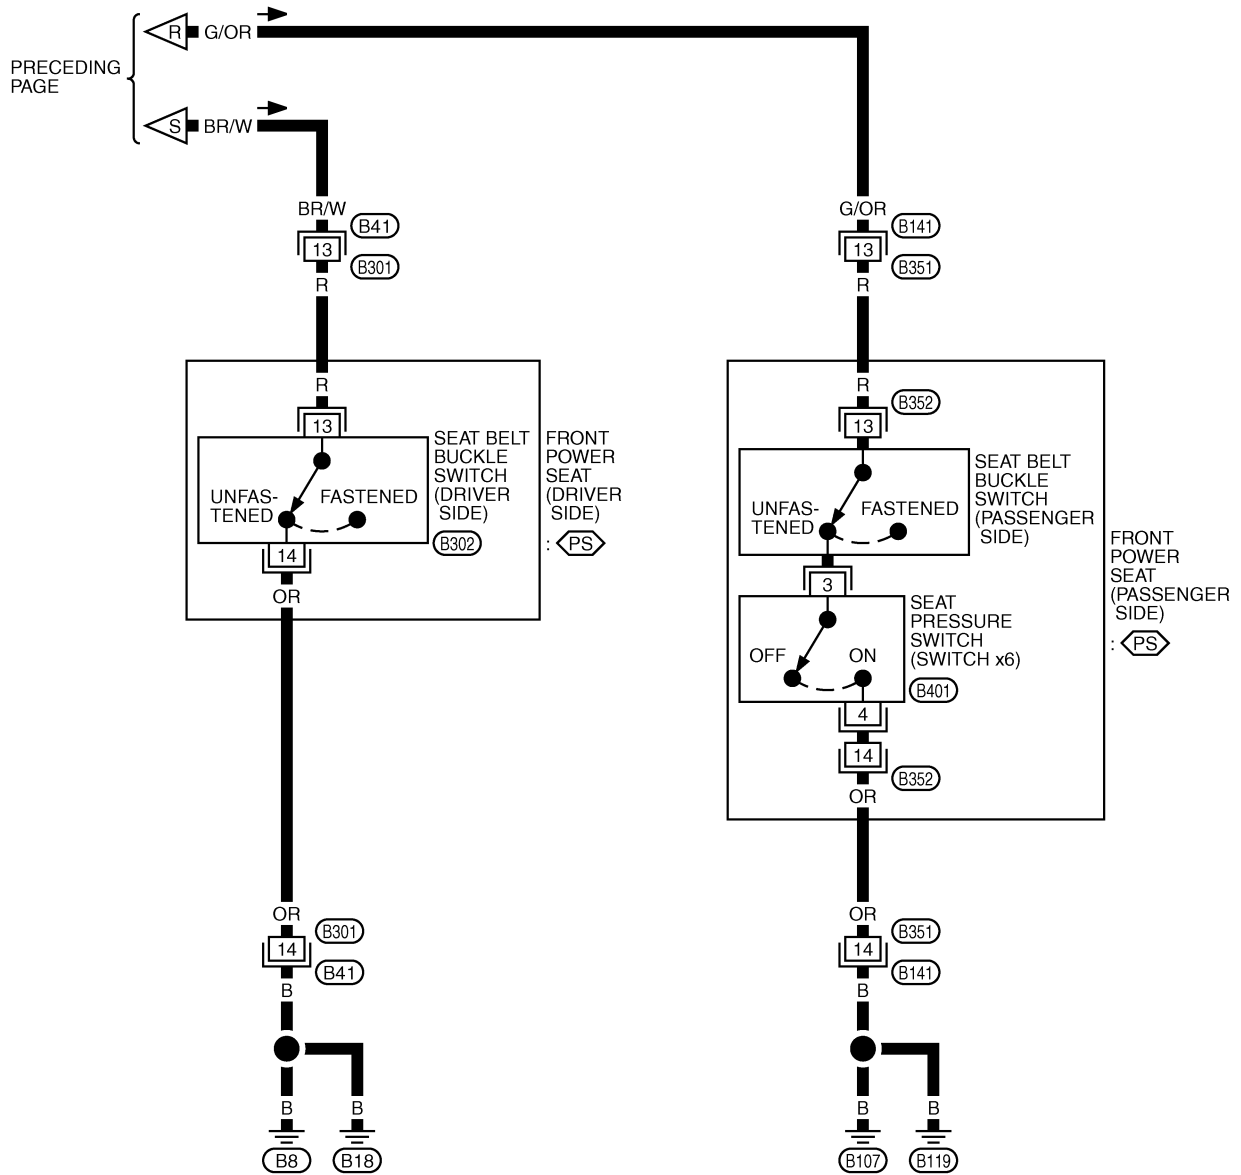 PRECEDING
PAGE
R
G/OR
S
BR/W
BR/W
B41
13
B301
R
R
13
SEAT BELT
BUCKLE
SWITCH
(DRIVER
SIDE)
B302
UNFAS-
TENED
FASTENED
14
OR
FRONT
POWER
SEAT
(DRIVER
SIDE)
: PS
OR
B301
14
B41
B
B
B
B8
B18
G/OR
B141
13
B351
R
R
B352
13
SEAT BELT
BUCKLE
SWITCH
(PASSENGER
SIDE)
UNFAS-
TENED
FASTENED
3
SEAT
PRESSURE
SWITCH
(SWITCH x6)
B401
OFF
ON
4
14
B352
OR
FRONT
POWER
SEAT
(PASSENGER
SIDE)
: PS
OR
B351
14
B141
B
B
B
B107
B119